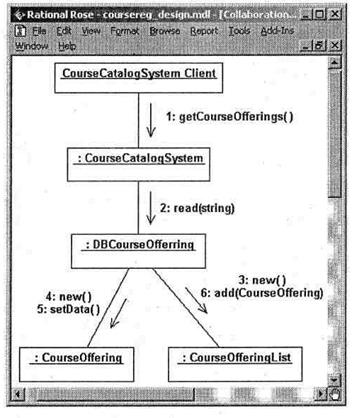 Rational Rose - coursereg_design.mdl - [Collaboration...
File Edit View Format Browse Report Tools Add-Ins
Window Help
CourseCatalogSystem Client
1: getCourseOfferings( )
: CourseCatalogSystem
2: read(string)
: DBCourseOfferring
3: new( )
4: new( )
6: add(CourseOffering)
5: setData( )
: CourseOffering
: CourseOfferingList